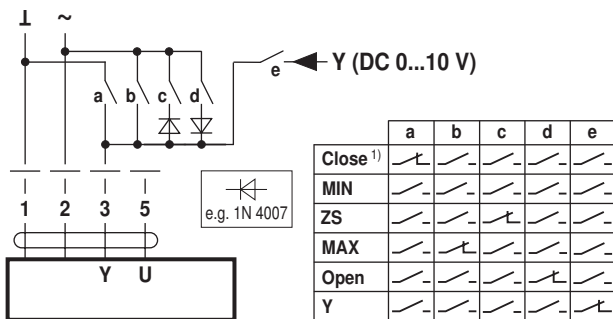 ⊥ ~
e
Y (DC 0...10 V)
a b c d
1 2 3 5
e.g. 1N 4007
Y U
a b c d e
Close 1)
MIN
ZS
MAX
Open
Y